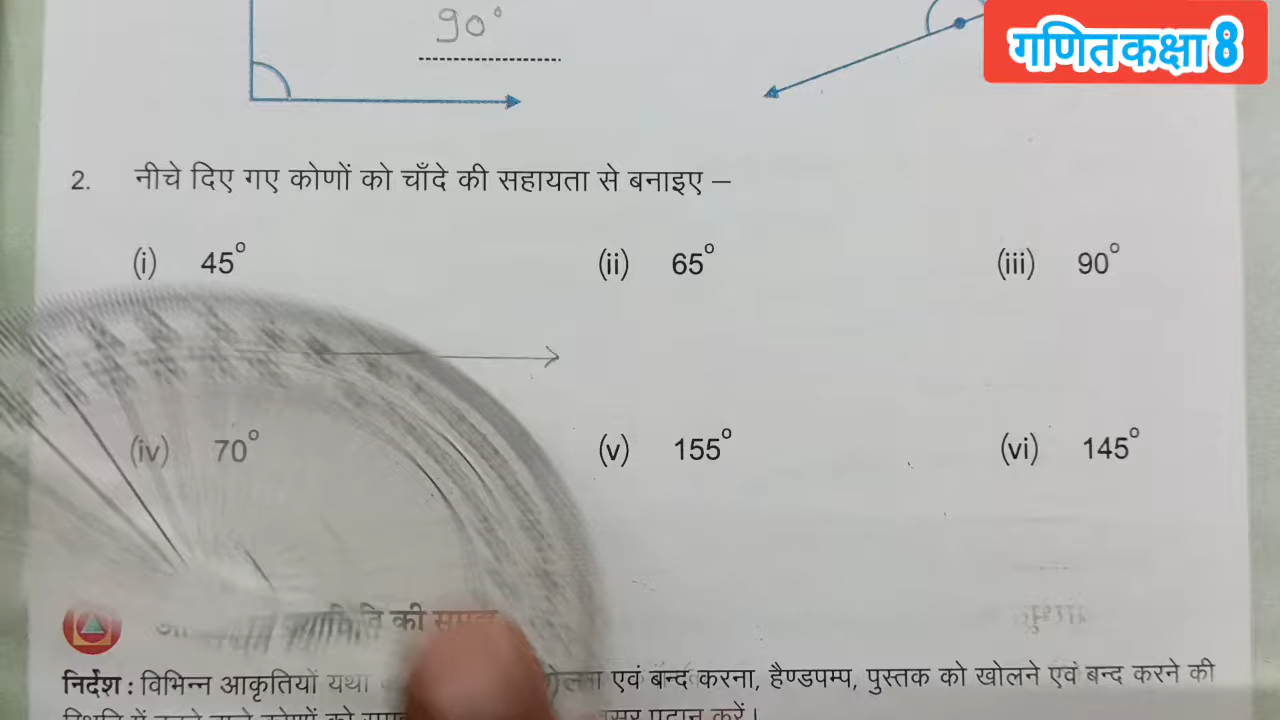 90°
गणित कक्षा 8
2. नीचे दिए गए कोणों को चाँदे की सहायता से बनाइए –
(i) 45° (ii) 65° (iii) 90°
(iv) 70° (v) 155° (vi) 145°
की
निर्देश : विभिन्न आकृतियों यथा एवं बन्द करना, हैण्डपम्प, पुस्तक को खोलने एवं बन्द करने की